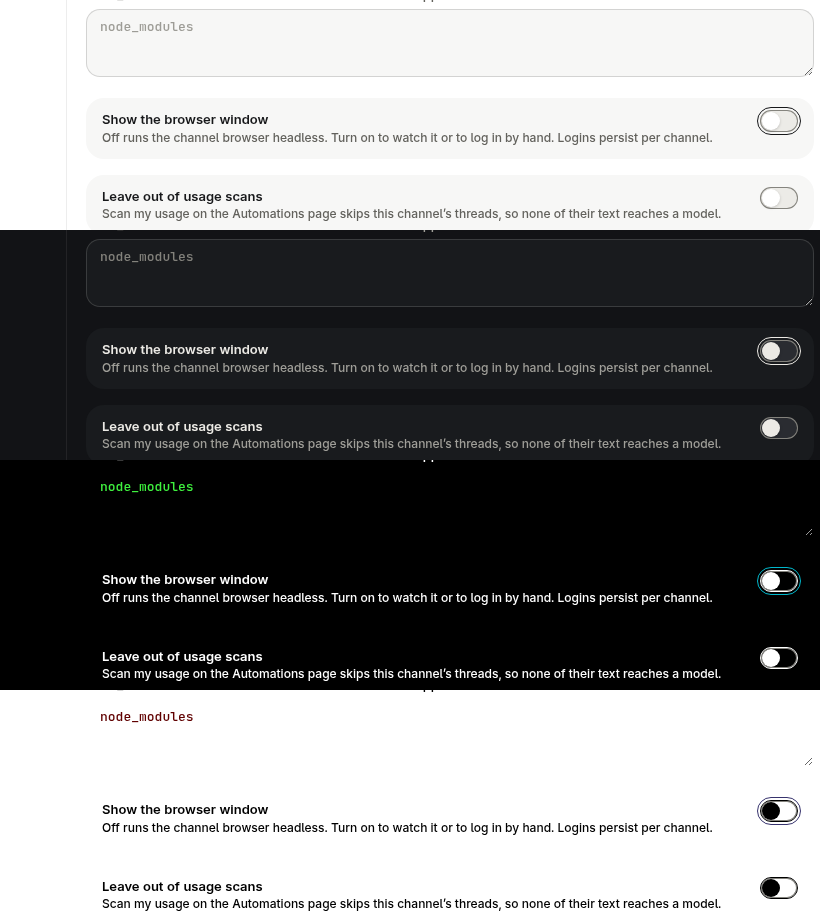 node_modules
Show the browser window
Off runs the channel browser headless. Turn on to watch it or to log in by hand. Logins persist per channel.
Leave out of usage scans
Scan my usage on the Automations page skips this channel’s threads, so none of their text reaches a model.
node_modules
Show the browser window
Off runs the channel browser headless. Turn on to watch it or to log in by hand. Logins persist per channel.
Leave out of usage scans
Scan my usage on the Automations page skips this channel’s threads, so none of their text reaches a model.
node_modules
Show the browser window
Off runs the channel browser headless. Turn on to watch it or to log in by hand. Logins persist per channel.
Leave out of usage scans
Scan my usage on the Automations page skips this channel’s threads, so none of their text reaches a model.
node_modules
Show the browser window
Off runs the channel browser headless. Turn on to watch it or to log in by hand. Logins persist per channel.
Leave out of usage scans
Scan my usage on the Automations page skips this channel’s threads, so none of their text reaches a model.